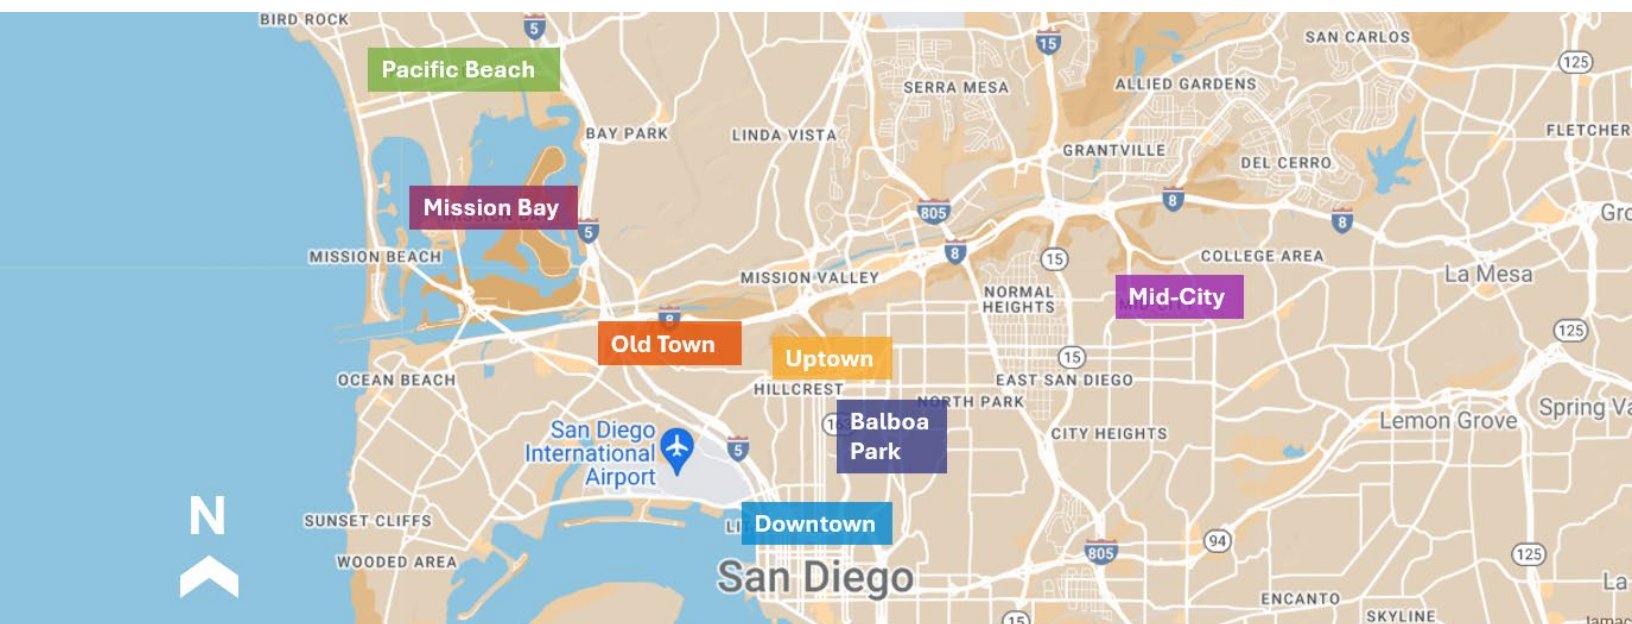 BIRD ROCK
5
15
SAN CARLOS
125
Pacific Beach
SERRA MESA
ALLIED GARDENS
BAY PARK
LINDA VISTA
FLETCHER
GRANTVILLE
DEL CERRO
Mission Bay
805
8
8
5
Gro
MISSION BEACH
8
15
COLLEGE AREA
MISSION VALLEY
La Mesa
NORMAL
HEIGHTS
Mid-City
8
Old Town
Uptown
15
125
OCEAN BEACH
HILLCREST
EAST SAN DIEGO
NORTH PARK
Spring Va
Balboa
Park
Lemon Grove
San Diego
International
Airport
5
CITY HEIGHTS
N
SUNSET CLIFFS
Downtown
94
805
125
WOODED AREA
San Diego
La
ENCANTO
15
SKYLINE